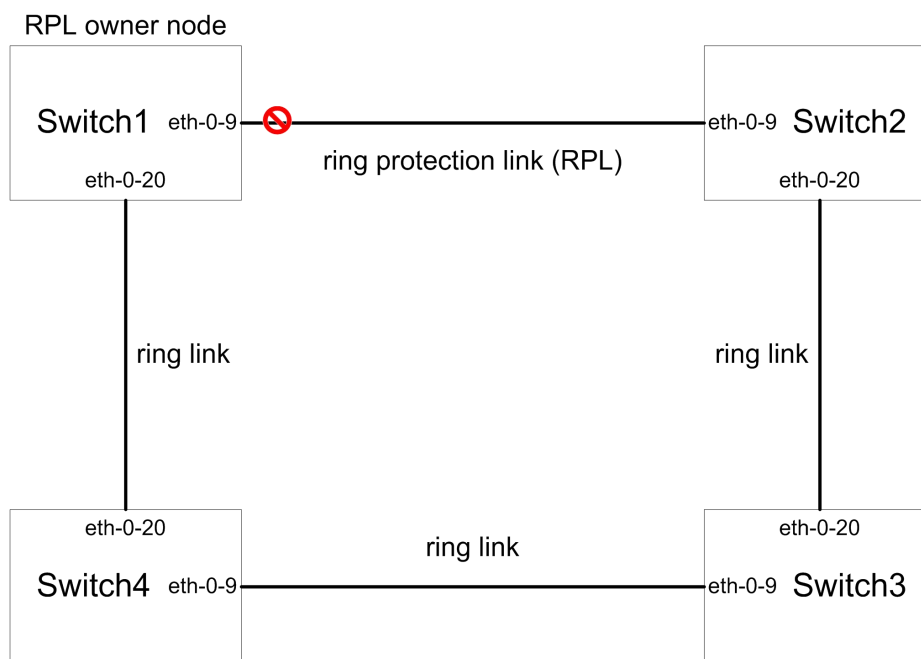 RPL owner node
Switch1 eth-0-9
eth-0-9 Switch2
ring protection link (RPL)
eth-0-20
eth-0-20
ring link
ring link
eth-0-20
eth-0-20
ring link
Switch4 eth-0-9
eth-0-9 Switch3